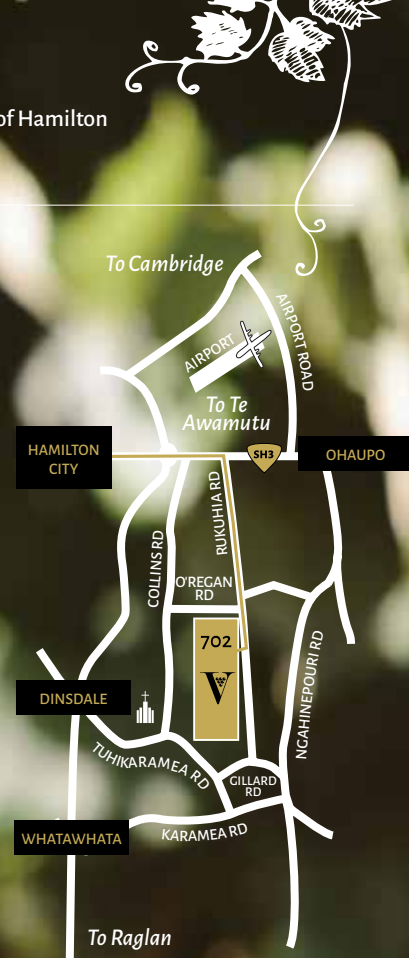 of Hamilton
To Cambridge
AIRPORT
AIRPORT ROAD
To Te
Awamutu
HAMILTON
CITY
SH3
OHAUPO
RUKUHIA RD
COLLINS RD
O'REGAN
RD
702
V
NGAHINEPOURI RD
DINSDALE
TUHIKARAMEA RD
GILLARD
RD
WHATAWHATA
KARAMEA RD
To Raglan